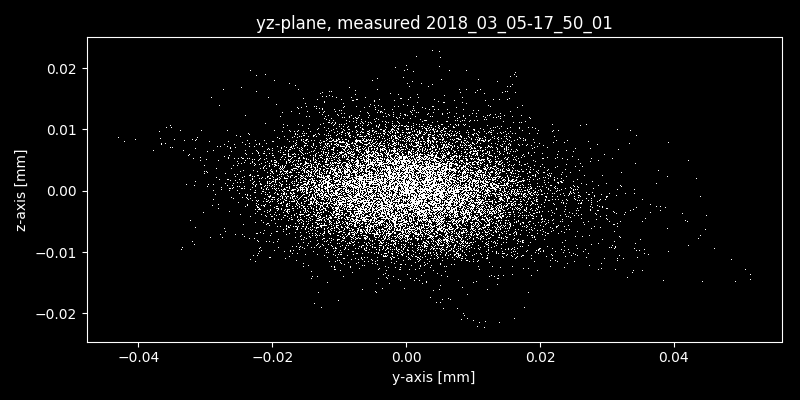 yz-plane, measured 2018_03_05-17_50_01
0.02
0.01
0.00
−0.01
−0.02
z-axis [mm]
−0.04 −0.02 0.00 0.02 0.04
y-axis [mm]